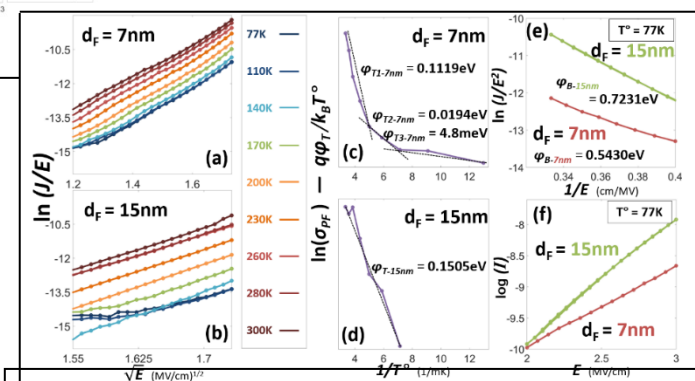 3
ln (J/E)
d_F = 7nm
-10.5
-12
-13.5
-15
(a)
1.2
1.4
1.6
d_F = 15nm
-10.5
-12
-13.5
-15
(b)
1.55
1.625
1.7
√E (MV/cm)^1/2
77K
110K
140K
170K
200K
230K
260K
280K
300K
ln(σ_PF) — qφ_T/k_BT°
d_F = 7nm
φ_T1-7nm = 0.1119eV
φ_T2-7nm = 0.0194eV
φ_T3-7nm = 4.8meV
(c)
4
6
8
10
12
d_F = 15nm
φ_T-15nm = 0.1505eV
(d)
4
6
8
10
12
1/T° (1/mK)
(e)
T° = 77K
ln (J/E²)
-10
-11
-12
-13
-14
d_F = 15nm
φ_B-15nm
= 0.7231eV
d_F = 7nm
φ_B-7nm = 0.5430eV
0.34
0.36
0.38
0.4
1/E (cm/MV)
(f)
T° = 77K
log (I)
-8
-8.5
-9
-9.5
-10
d_F = 15nm
d_F = 7nm
2
2.5
3
E (MV/cm)